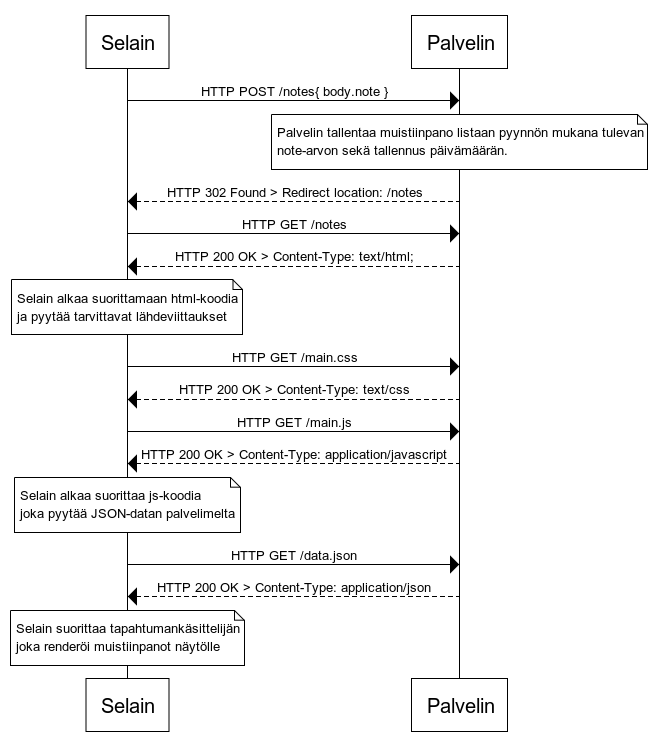 Selain
Palvelin
HTTP POST /notes{ body.note }
Palvelin tallentaa muistiinpano listaan pyynnön mukana tulevan
note-arvon sekä tallennus päivämäärän.
HTTP 302 Found > Redirect location: /notes
HTTP GET /notes
HTTP 200 OK > Content-Type: text/html;
Selain alkaa suorittamaan html-koodia
ja pyytää tarvittavat lähdeviittaukset
HTTP GET /main.css
HTTP 200 OK > Content-Type: text/css
HTTP GET /main.js
HTTP 200 OK > Content-Type: application/javascript
Selain alkaa suorittaa js-koodia
joka pyytää JSON-datan palvelimelta
HTTP GET /data.json
HTTP 200 OK > Content-Type: application/json
Selain suorittaa tapahtumankäsittelijän
joka renderöi muistiinpanot näytölle
Selain
Palvelin